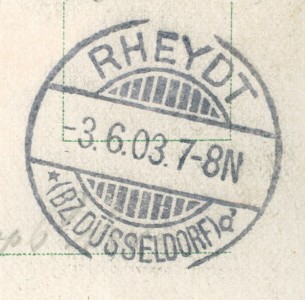 RHEYDT
-3.6.03.7-8N
*(BZ.DÜSSELDORF)♂